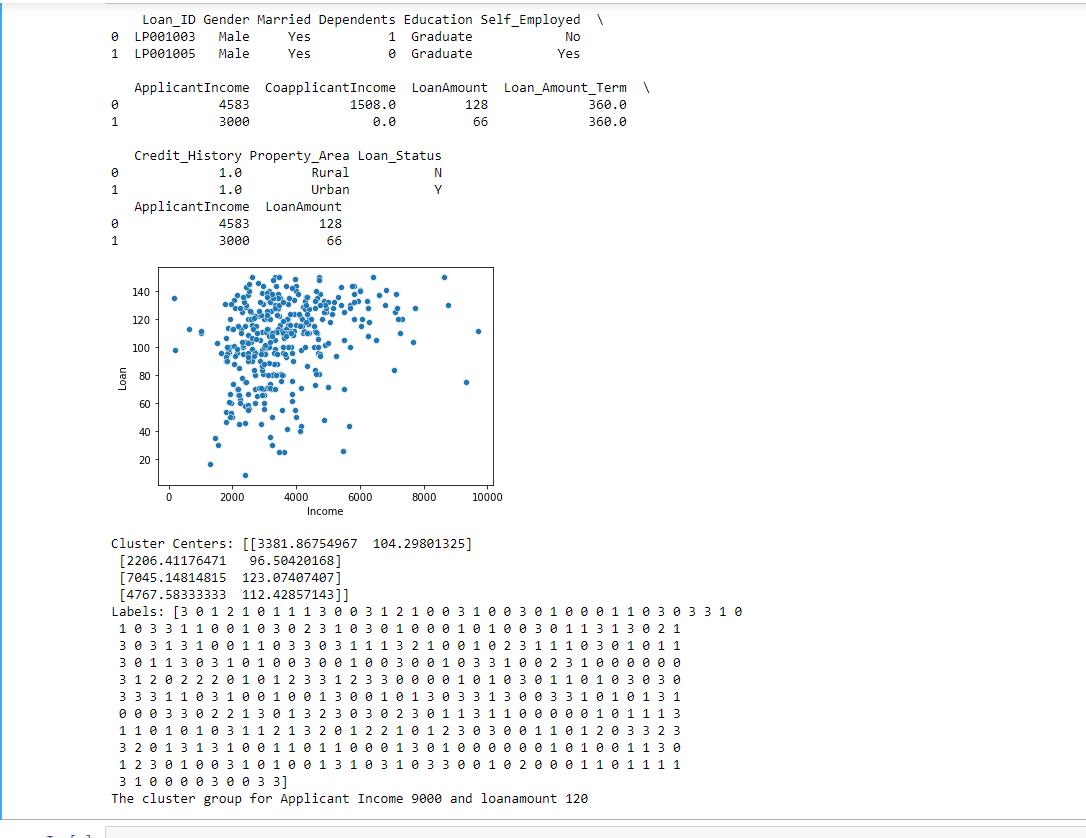 Loan_ID Gender Married Dependents Education Self_Employed \
0 LP001003 Male Yes 1 Graduate No
1 LP001005 Male Yes 0 Graduate Yes
ApplicantIncome CoapplicantIncome LoanAmount Loan_Amount_Term \
0 4583 1508.0 128 360.0
1 3000 0.0 66 360.0
Credit_History Property_Area Loan_Status
0 1.0 Rural N
1 1.0 Urban Y
ApplicantIncome LoanAmount
0 4583 128
1 3000 66
140
120
100
80
60
40
20
Loan
0 2000 4000 6000 8000 10000
Income
Cluster Centers: [[3381.86754967 104.29801325]
[2206.41176471 96.50420168]
[7045.14814815 123.07407407]
[4767.58333333 112.42857143]]
Labels: [3 0 1 2 1 0 1 1 1 3 0 0 3 1 2 1 0 0 3 1 0 0 3 0 1 0 0 0 1 1 0 3 0 3 3 1 0
1 0 3 3 1 1 0 0 1 0 3 0 2 3 1 0 3 0 1 0 0 0 1 0 1 0 0 3 0 1 1 3 1 3 0 2 1
3 0 3 1 3 1 0 0 1 1 0 3 3 0 3 1 1 1 3 2 1 0 0 1 0 2 3 1 1 1 0 3 0 1 0 1 1
3 0 1 1 3 0 3 1 0 1 0 0 3 0 0 1 0 0 3 0 0 1 0 3 3 1 0 0 2 3 1 0 0 0 0 0 0
3 1 2 0 2 2 2 0 1 0 1 2 3 3 1 2 3 3 0 0 0 0 1 0 1 0 3 0 1 1 0 1 0 3 0 3 0
3 3 3 1 1 0 3 1 0 0 1 0 0 1 3 0 0 1 0 1 3 0 3 3 1 3 0 0 3 3 1 0 1 0 1 3 1
0 0 0 3 3 0 2 2 1 3 0 1 3 2 3 0 3 0 2 3 0 1 1 3 1 1 0 0 0 0 0 1 0 1 1 1 3
1 1 0 1 0 1 0 3 1 1 2 1 3 2 0 1 2 2 1 0 1 2 3 0 3 0 0 1 1 0 1 2 0 3 3 2 3
3 2 0 1 3 1 3 1 0 0 1 1 0 1 1 0 0 0 1 3 0 1 0 0 0 0 0 0 1 0 1 0 0 1 1 3 0
1 2 3 0 1 0 0 3 1 0 1 0 0 1 3 1 0 3 1 0 3 3 0 0 1 0 2 0 0 0 1 1 0 1 1 1 1
3 1 0 0 0 0 3 0 0 3 3]
The cluster group for Applicant Income 9000 and loanamount 120